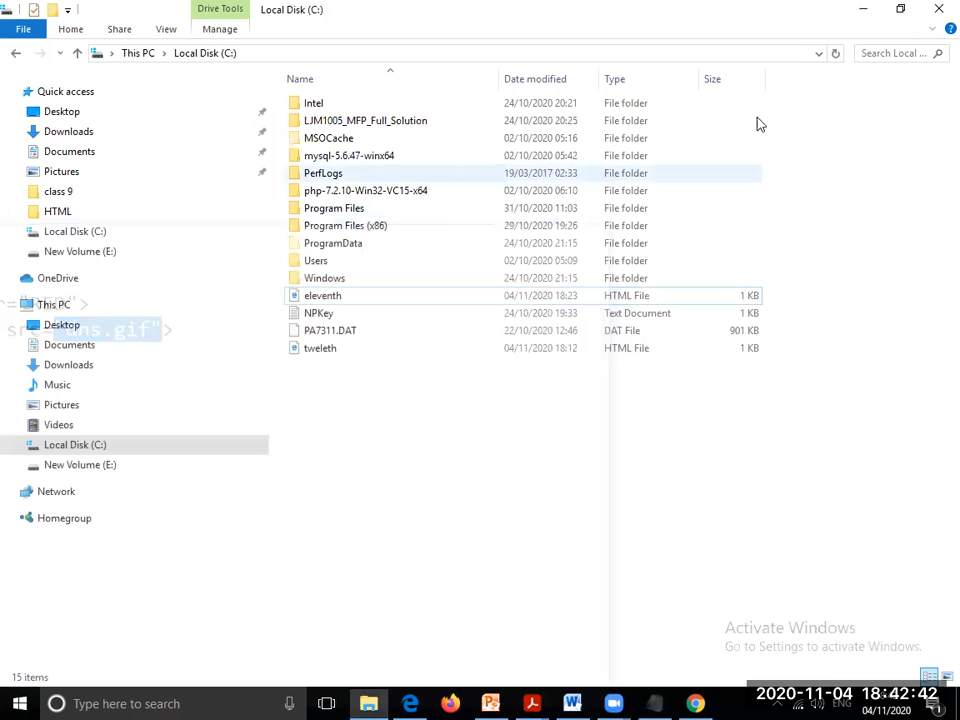 Drive Tools
Local Disk (C:)
File
Home
Share
View
Manage
This PC
Local Disk (C:)
Search Local ...
Name
Date modified
Type
Size
Intel
24/10/2020 20:21
File folder
LJM1005_MFP_Full_Solution
24/10/2020 20:25
File folder
MSOCache
02/10/2020 05:16
File folder
mysql-5.6.47-winx64
02/10/2020 05:42
File folder
PerfLogs
19/03/2017 02:33
File folder
php-7.2.10-Win32-VC15-x64
02/10/2020 06:10
File folder
Program Files
31/10/2020 11:03
File folder
Program Files (x86)
29/10/2020 19:26
File folder
ProgramData
24/10/2020 21:15
File folder
Users
02/10/2020 05:09
File folder
Windows
24/10/2020 21:15
File folder
eleventh
04/11/2020 18:23
HTML File
1 KB
NPKey
24/10/2020 19:33
Text Document
1 KB
PA7311.DAT
22/10/2020 12:46
DAT File
901 KB
tweleth
04/11/2020 18:12
HTML File
1 KB
Quick access
Desktop
Downloads
Documents
Pictures
class 9
HTML
Local Disk (C:)
New Volume (E:)
OneDrive
This PC
Desktop
src="ans.gif">
Documents
Downloads
Music
Pictures
Videos
Local Disk (C:)
New Volume (E:)
Network
Homegroup
Activate Windows
Go to Settings to activate Windows.
15 items
Type here to search
ENG
2020-11-04 18:42:42
04/11/2020